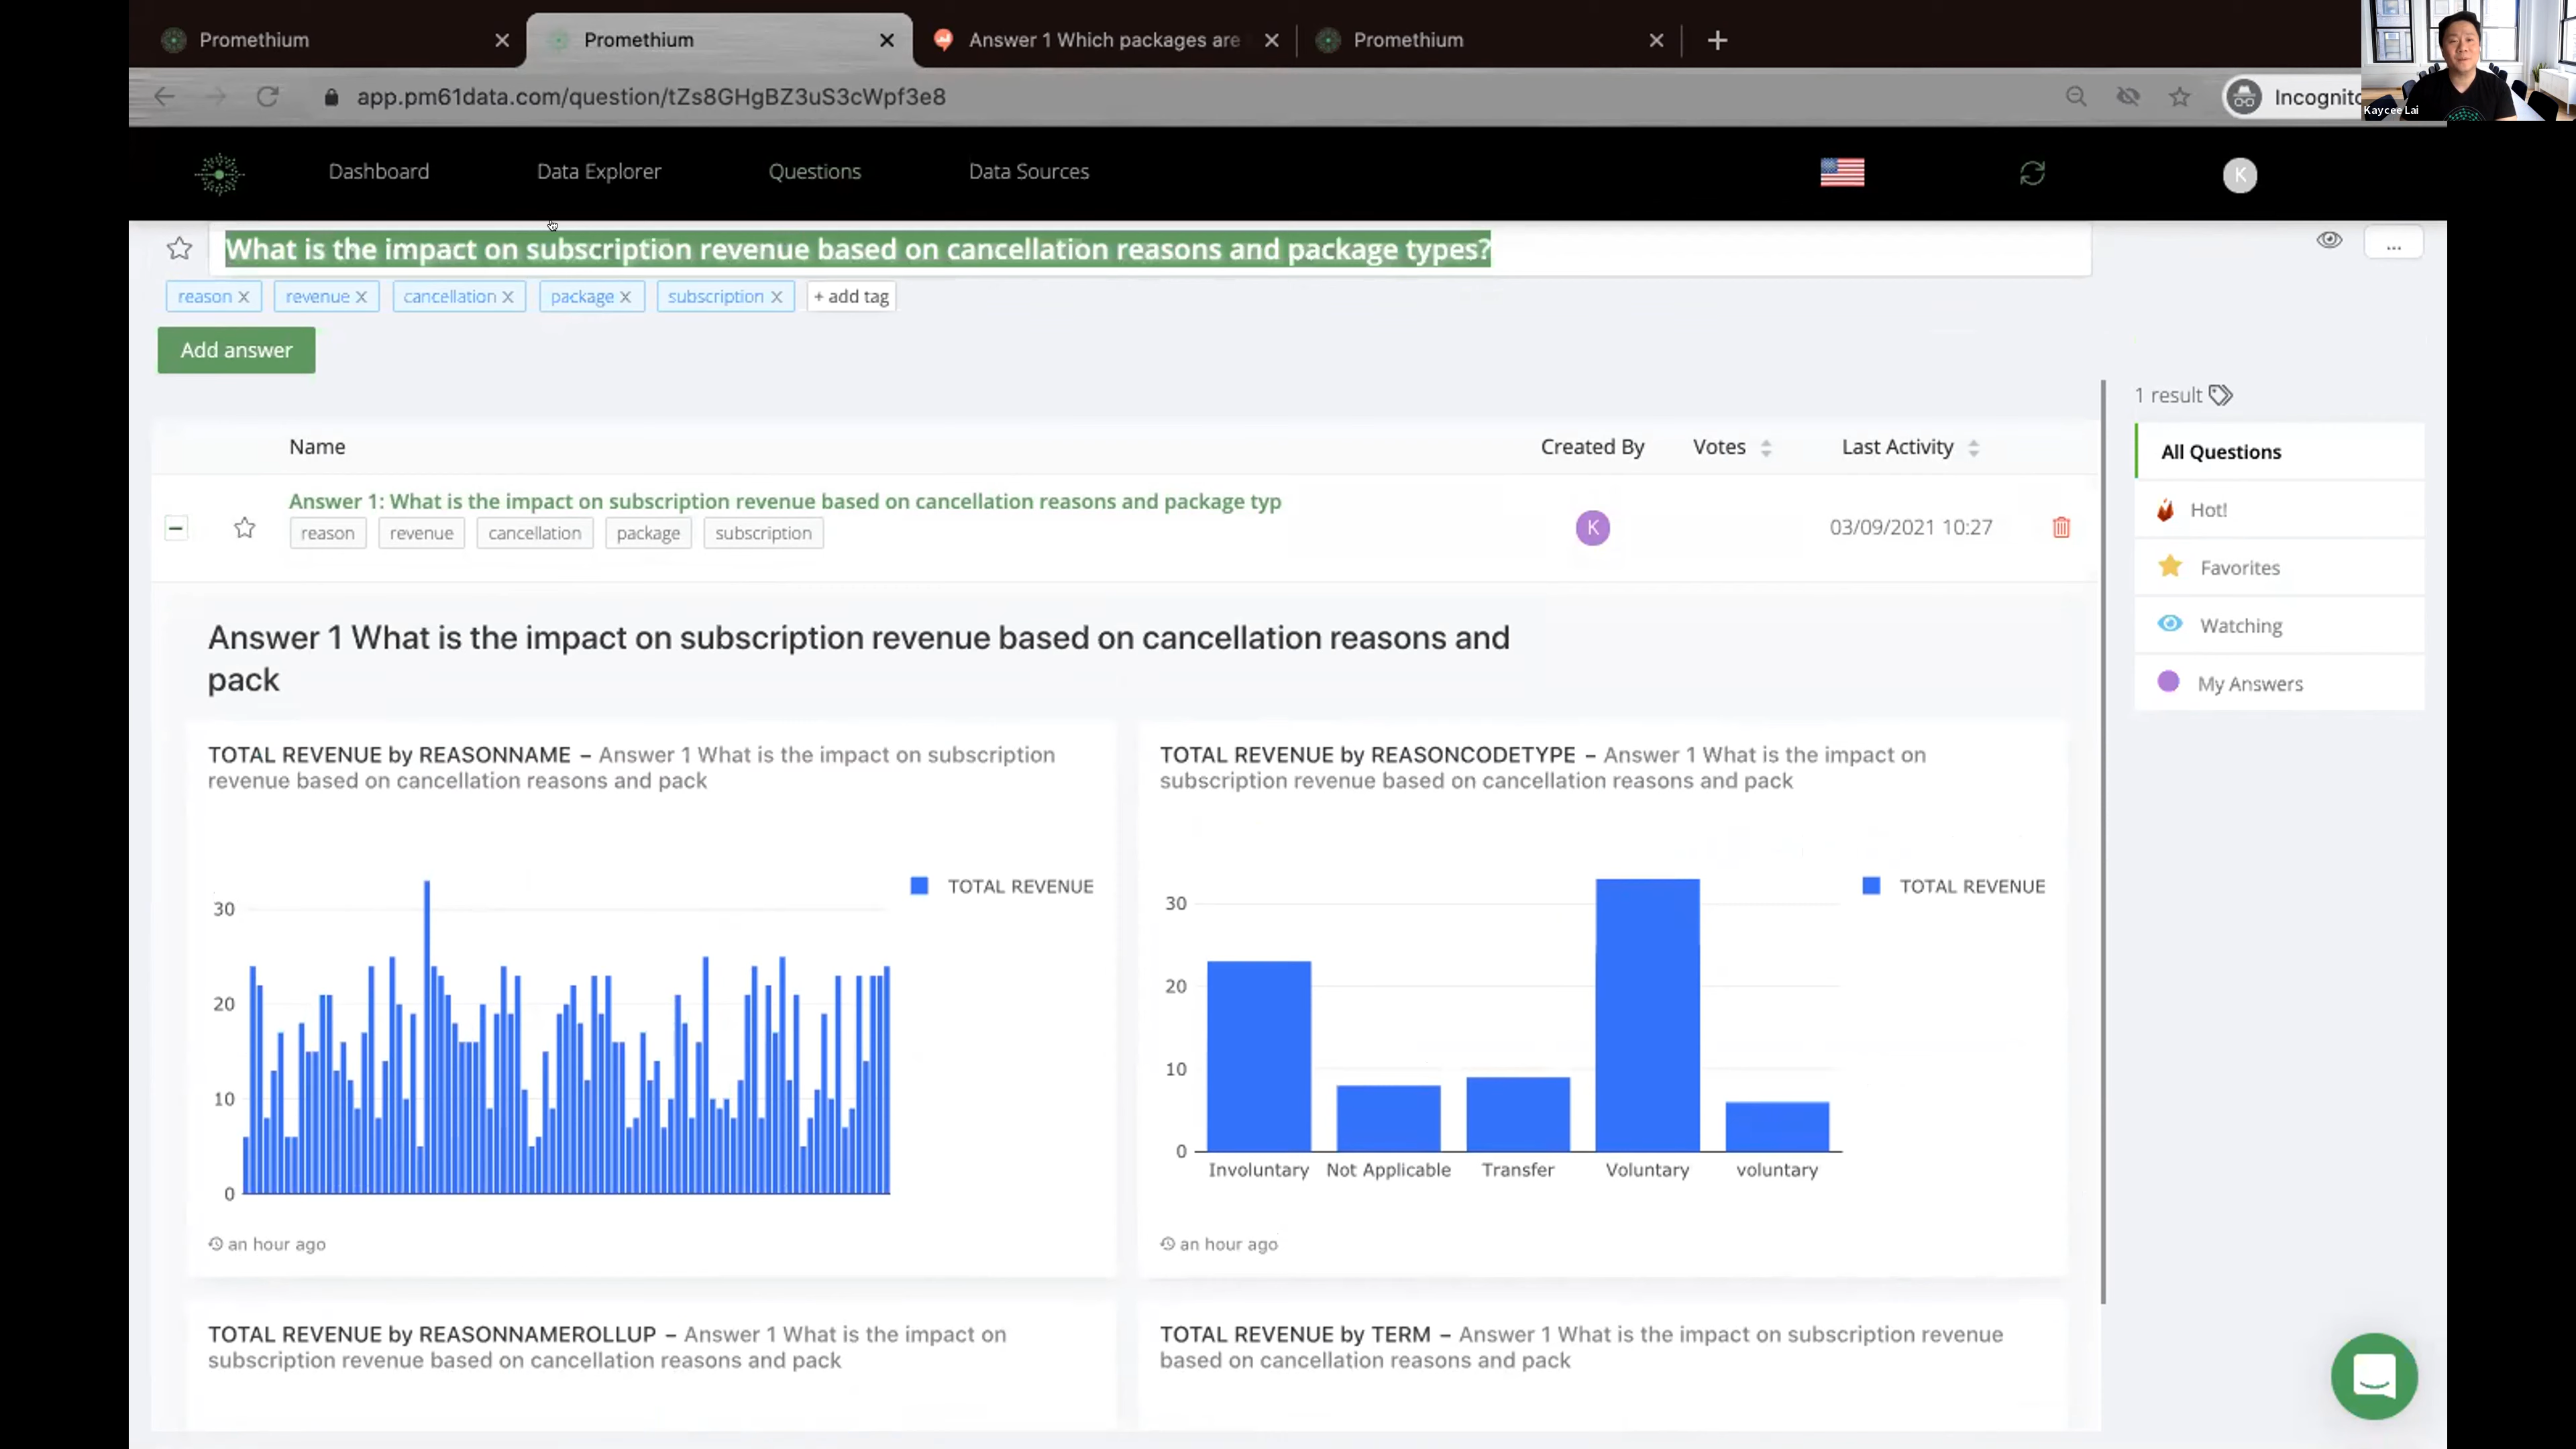 Promethium
Promethium
Answer 1 Which packages are
Promethium
app.pm61data.com/question/tZs8GHgBZ3uS3cWpf3e8
Incognito
Kaycee Lai
Dashboard
Data Explorer
Questions
Data Sources
K
What is the impact on subscription revenue based on cancellation reasons and package types?
...
reason
revenue
cancellation
package
subscription
+ add tag
Add answer
1 result
Name
Created By
Votes
Last Activity
All Questions
Hot!
Favorites
Watching
My Answers
Answer 1: What is the impact on subscription revenue based on cancellation reasons and package typ
reason
revenue
cancellation
package
subscription
K
03/09/2021 10:27
Answer 1 What is the impact on subscription revenue based on cancellation reasons and
pack
TOTAL REVENUE by REASONNAME – Answer 1 What is the impact on subscription
revenue based on cancellation reasons and pack
TOTAL REVENUE
30
20
10
0
an hour ago
TOTAL REVENUE by REASONCODETYPE – Answer 1 What is the impact on
subscription revenue based on cancellation reasons and pack
TOTAL REVENUE
30
20
10
0
Involuntary
Not Applicable
Transfer
Voluntary
voluntary
an hour ago
TOTAL REVENUE by REASONNAMEROLLUP – Answer 1 What is the impact on
subscription revenue based on cancellation reasons and pack
TOTAL REVENUE by TERM – Answer 1 What is the impact on subscription revenue
based on cancellation reasons and pack